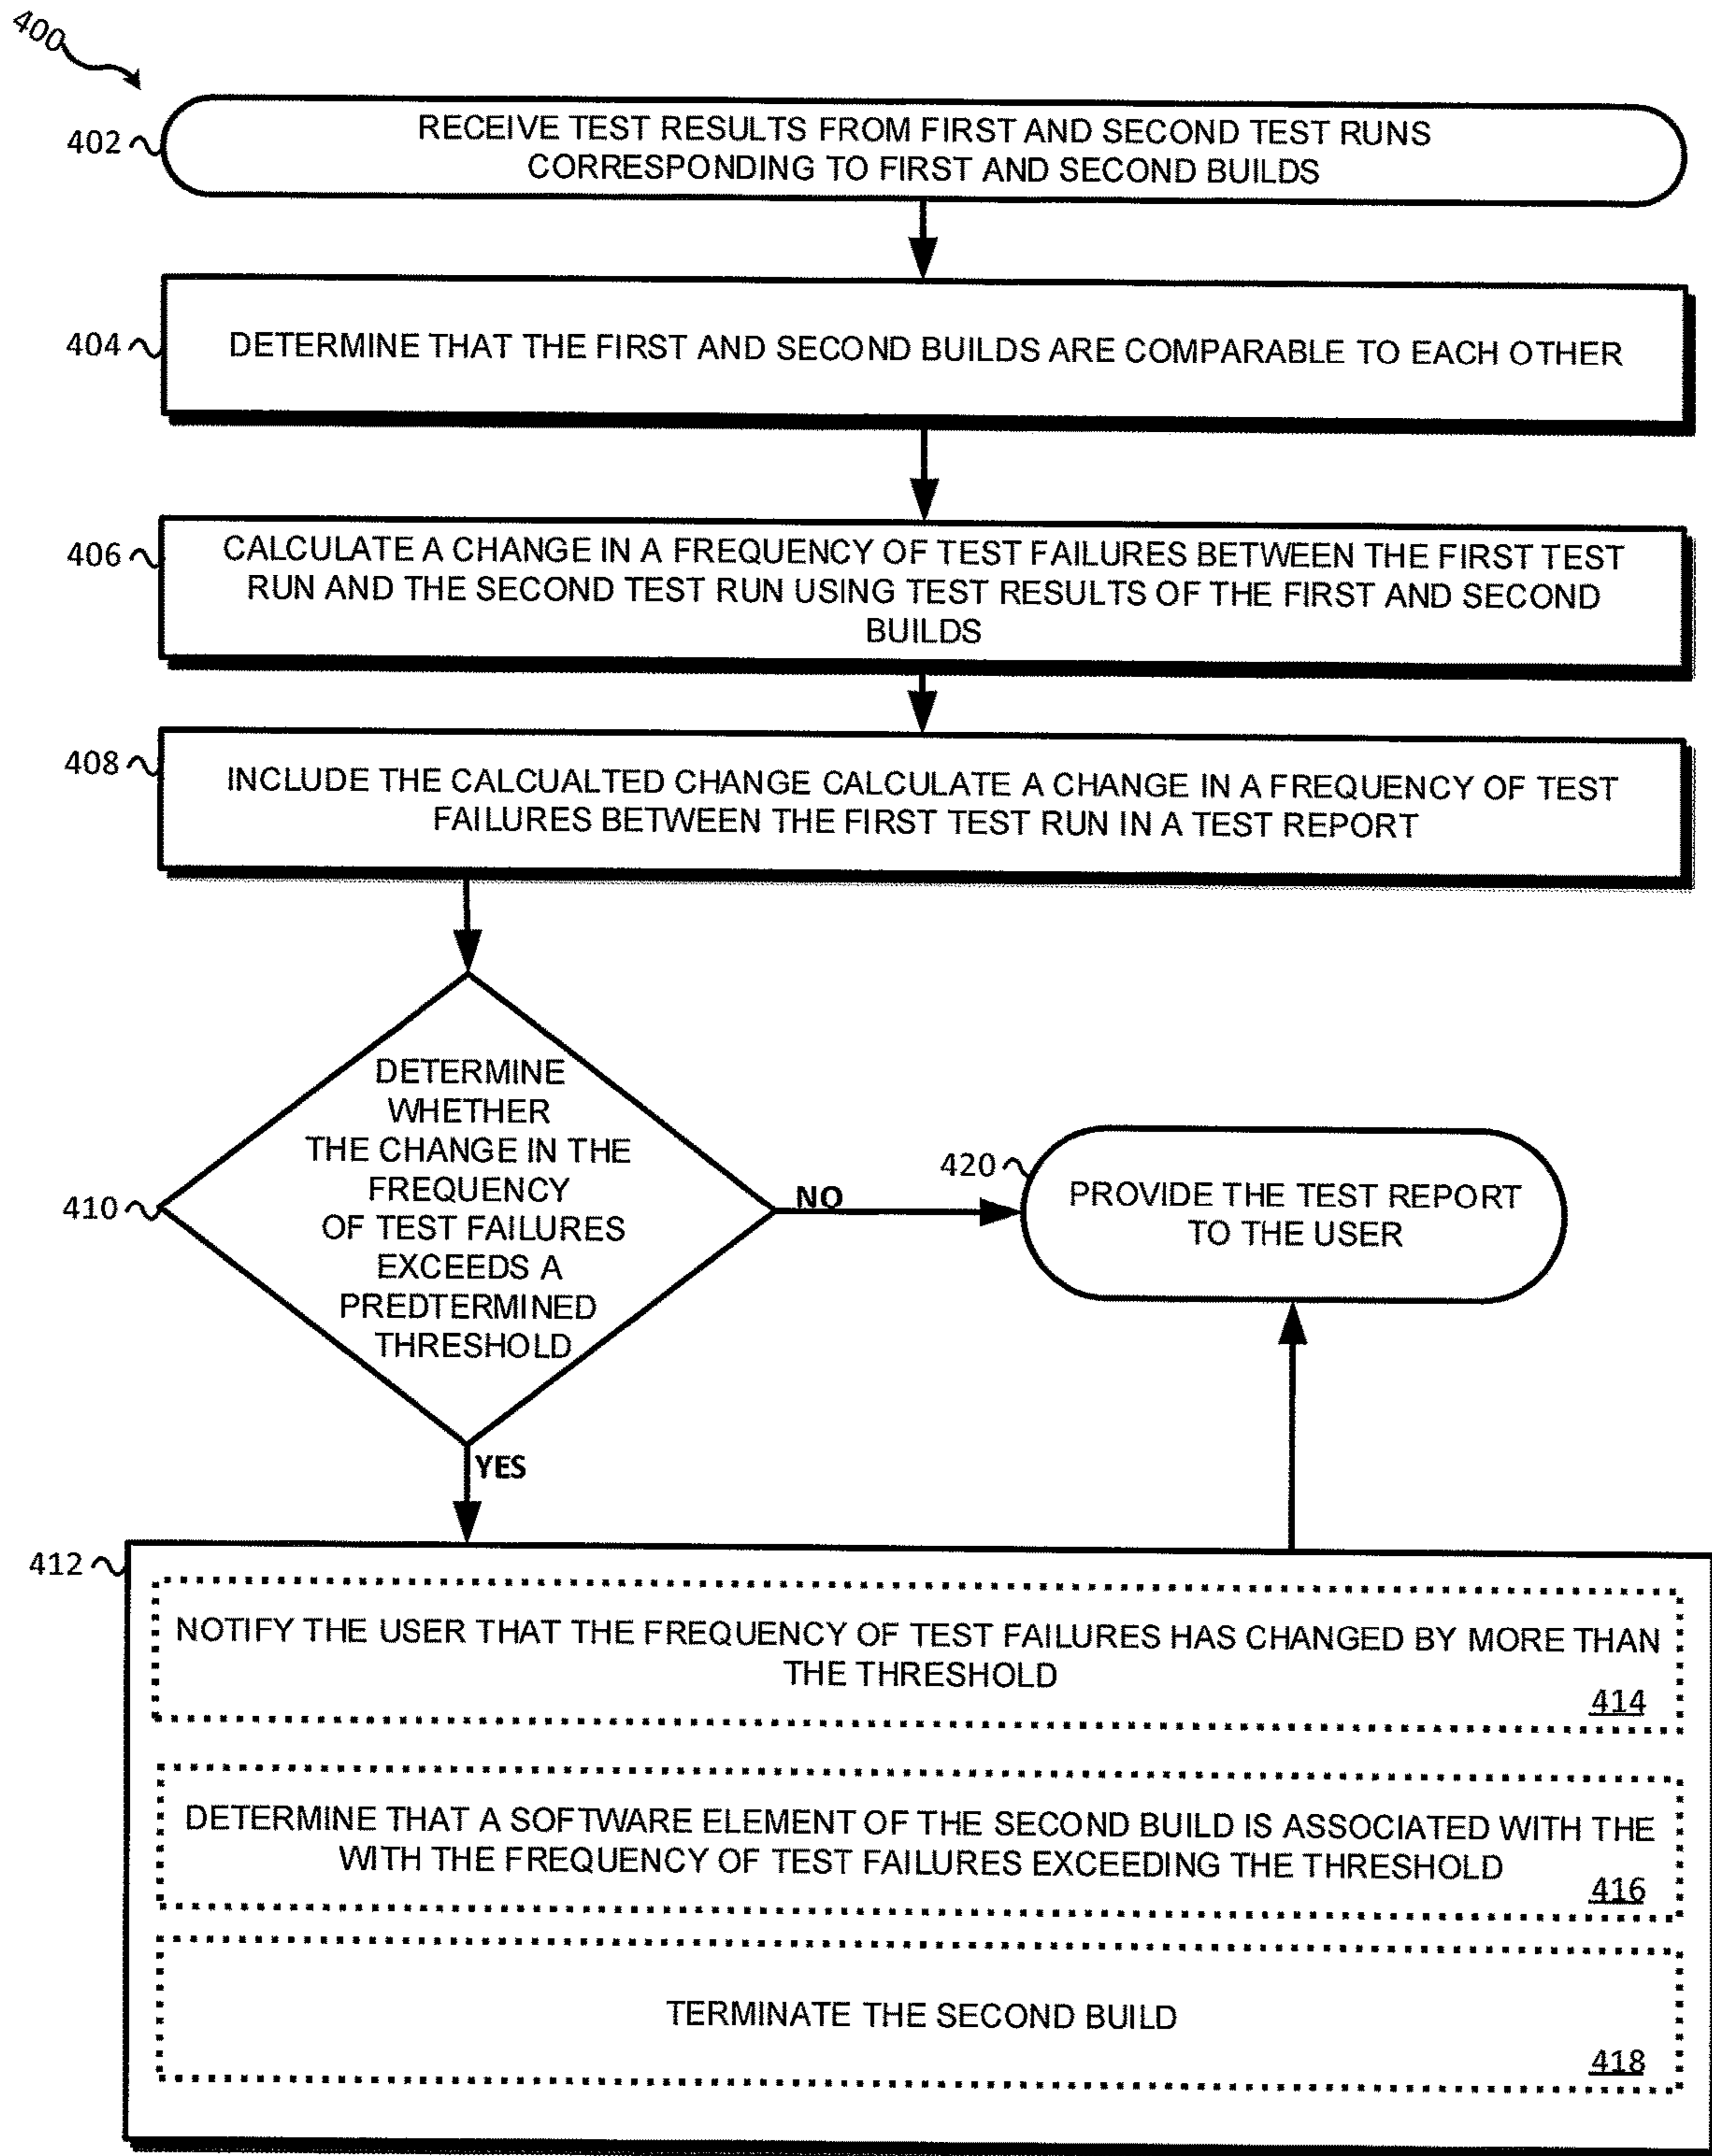 400
402
RECEIVE TEST RESULTS FROM FIRST AND SECOND TEST RUNS
CORRESPONDING TO FIRST AND SECOND BUILDS
404
DETERMINE THAT THE FIRST AND SECOND BUILDS ARE COMPARABLE TO EACH OTHER
406
CALCULATE A CHANGE IN A FREQUENCY OF TEST FAILURES BETWEEN THE FIRST TEST
RUN AND THE SECOND TEST RUN USING TEST RESULTS OF THE FIRST AND SECOND
BUILDS
408
INCLUDE THE CALCUALTED CHANGE CALCULATE A CHANGE IN A FREQUENCY OF TEST
FAILURES BETWEEN THE FIRST TEST RUN IN A TEST REPORT
410
DETERMINE
WHETHER
THE CHANGE IN THE
FREQUENCY
OF TEST FAILURES
EXCEEDS A
PREDTERMINED
THRESHOLD
NO
420
PROVIDE THE TEST REPORT
TO THE USER
YES
412
NOTIFY THE USER THAT THE FREQUENCY OF TEST FAILURES HAS CHANGED BY MORE THAN
THE THRESHOLD
414
DETERMINE THAT A SOFTWARE ELEMENT OF THE SECOND BUILD IS ASSOCIATED WITH THE
WITH THE FREQUENCY OF TEST FAILURES EXCEEDING THE THRESHOLD
416
TERMINATE THE SECOND BUILD
418